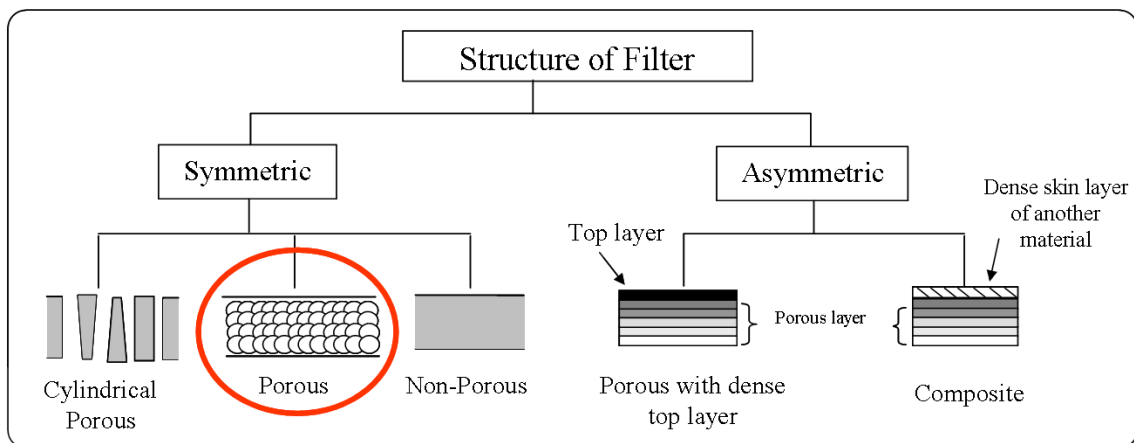 Structure of Filter
Symmetric
Asymmetric
Dense skin layer
of another
material
Top layer
Porous layer
Cylindrical
Porous
Porous
Non-Porous
Porous with dense
top layer
Composite